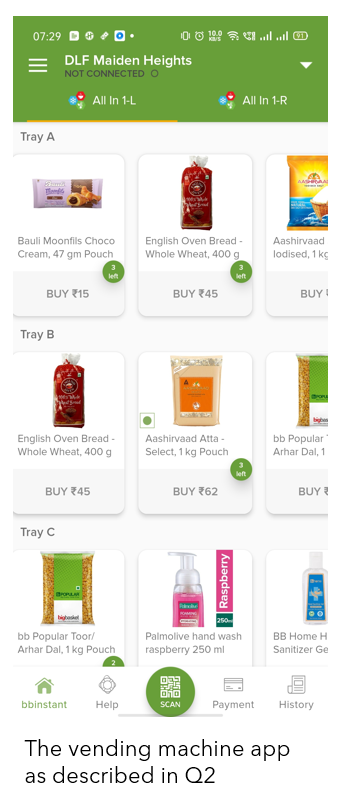 07:29
10.0
KB/S
91
DLF Maiden Heights
NOT CONNECTED
All In 1-L
All In 1-R
Tray A
Bauli Moonfils Choco
Cream, 47 gm Pouch
3
left
BUY ₹15
English Oven Bread -
Whole Wheat, 400 g
3
left
BUY ₹45
AASHIRVAAD
Aashirvaad
Iodised, 1 kg
BUY ₹
Tray B
English Oven Bread -
Whole Wheat, 400 g
BUY ₹45
Aashirvaad Atta -
Select, 1 kg Pouch
3
left
BUY ₹62
bb Popular
Arhar Dal, 1
BUY ₹
Tray C
POPULAR
bigbasket
bb Popular Toor/
Arhar Dal, 1 kg Pouch
2
Palmolive
Raspberry
250ml
Palmolive hand wash
raspberry 250 ml
BB Home H
Sanitizer Ge
bbinstant
Help
SCAN
Payment
History
The vending machine app
as described in Q2